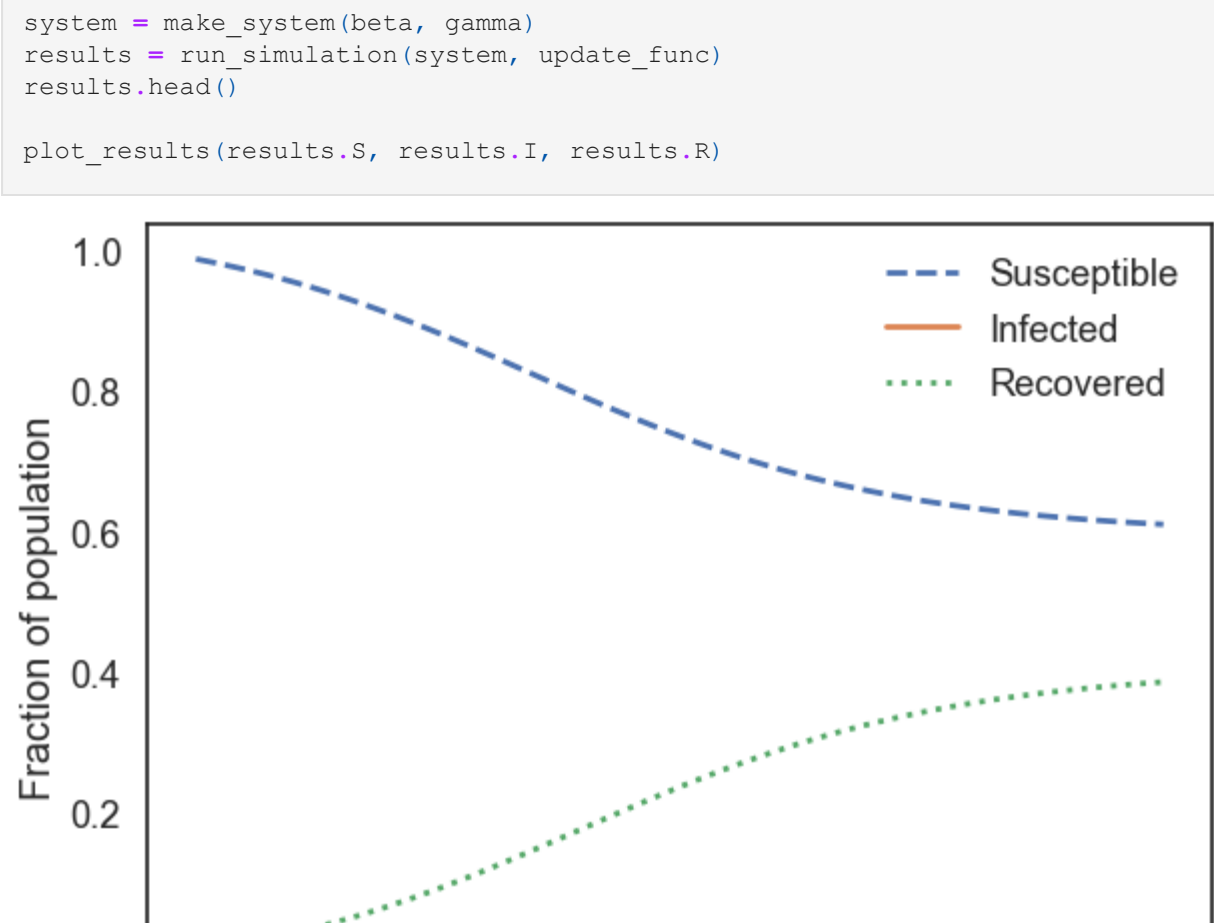 system = make_system(beta, gamma)
results = run_simulation(system, update_func)
results.head()
plot_results(results.S, results.I, results.R)
1.0
0.8
0.6
0.4
0.2
Fraction of population
Susceptible
Infected
Recovered